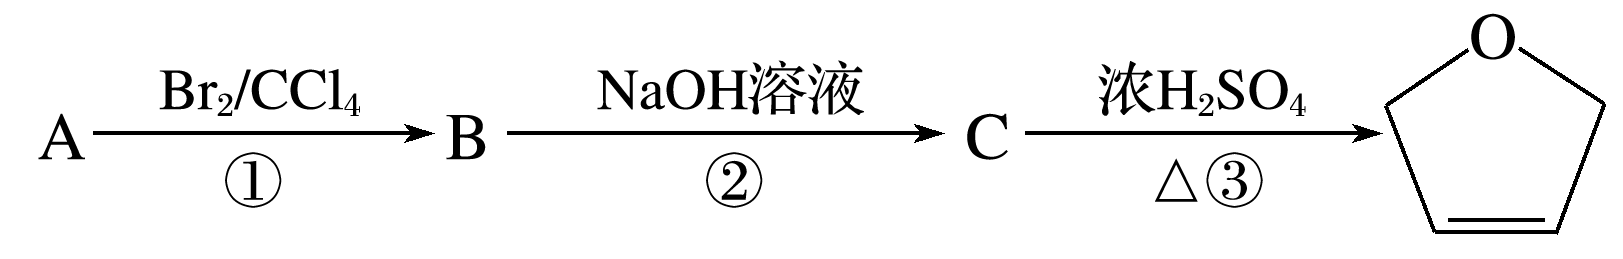 A Br₂/CCl₄ ① B NaOH溶液 ② C 浓H₂SO₄ △③ O